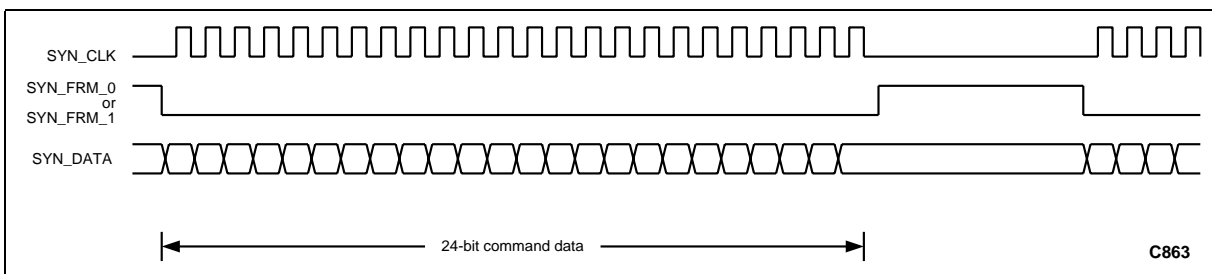 SYN_CLK
SYN_FRM_0
or
SYN_FRM_1
SYN_DATA
24-bit command data
C863